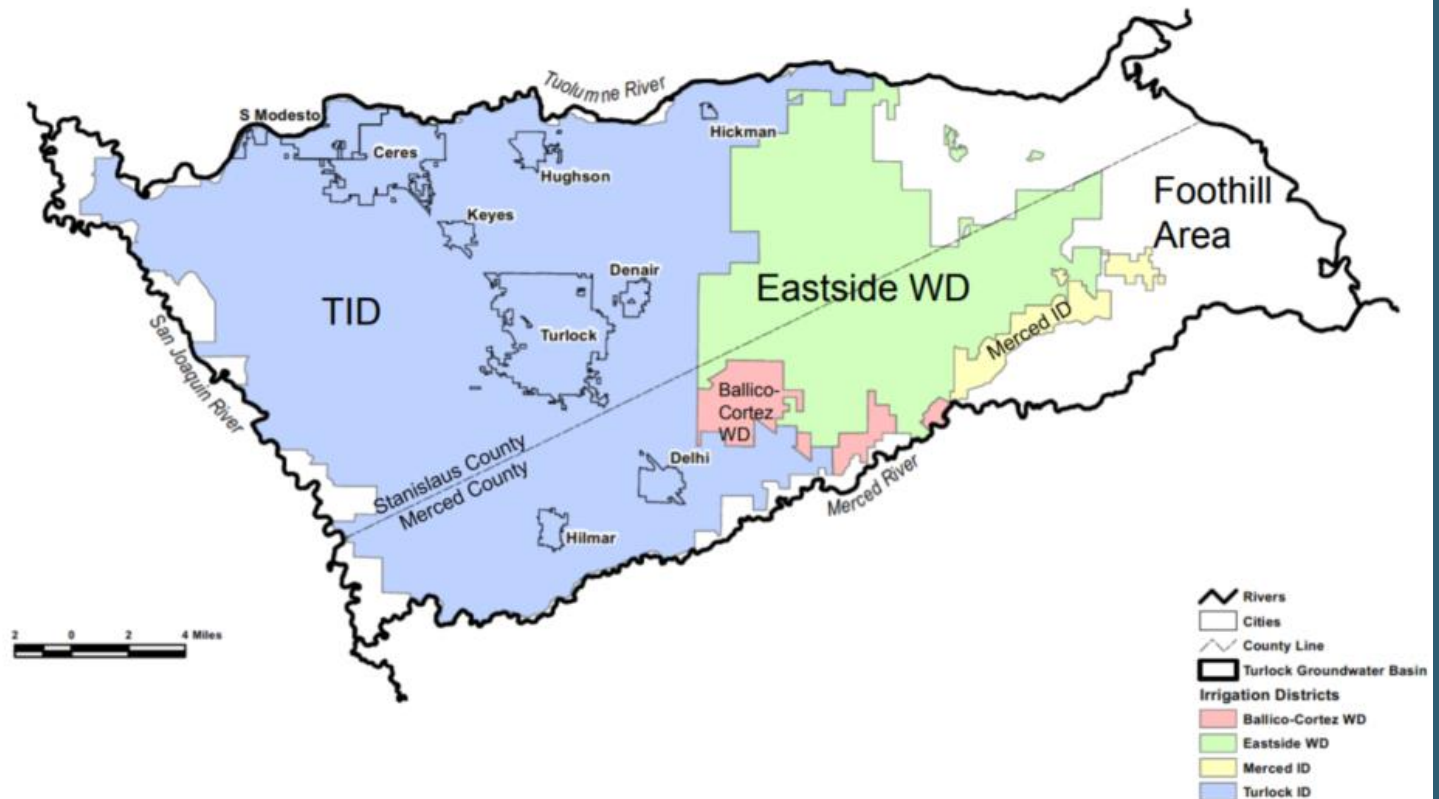 Tuolumne River
S Modesto
Ceres
Hickman
Hughson
Keyes
Foothill
Area
Denair
Eastside WD
TID
Turlock
Merced ID
San Joaquin River
Ballico-
Cortez
WD
Stanislaus County
Merced County
Delhi
Merced River
Hilmar
2 0 2 4 Miles
Rivers
Cities
County Line
Turlock Groundwater Basin
Irrigation Districts
Ballico-Cortez WD
Eastside WD
Merced ID
Turlock ID